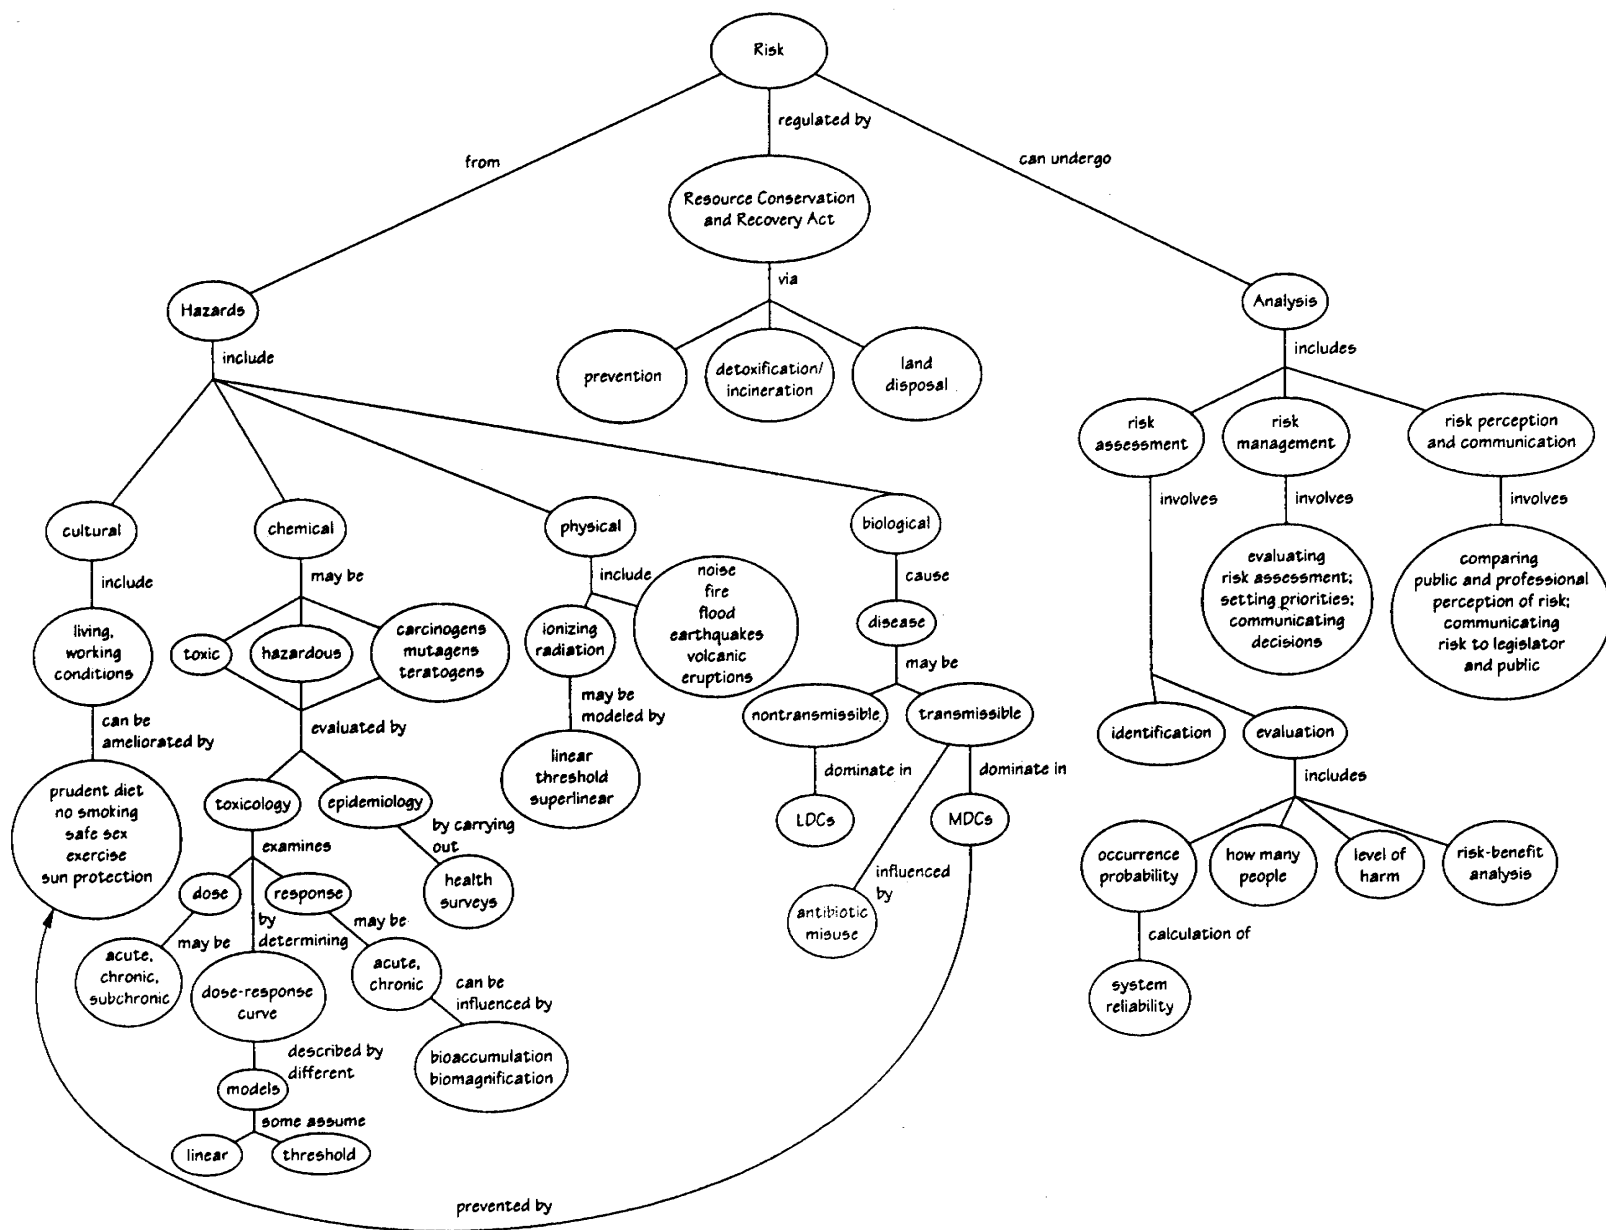 Risk
regulated by
from
can undergo
Resource Conservation
and Recovery Act
via
Hazards
Analysis
include
includes
prevention
detoxification/
incineration
land
disposal
risk
assessment
risk
management
risk perception
and communication
involves
involves
involves
cultural
chemical
physical
biological
include
may be
include
cause
noise
fire
flood
earthquakes
volcanic
eruptions
evaluating
risk assessment;
setting priorities;
communicating
decisions
comparing
public and professional
perception of risk;
communicating
risk to legislator
and public
living,
working
conditions
toxic
hazardous
carcinogens
mutagens
teratogens
ionizing
radiation
disease
may be
can be
ameliorated by
evaluated by
may be
modeled by
nontransmissible
transmissible
identification
evaluation
linear
threshold
superlinear
dominate in
dominate in
includes
prudent diet
no smoking
safe sex
exercise
sun protection
toxicology
epidemiology
LDCs
MDCs
by carrying
out
examines
occurrence
probability
how many
people
level of
harm
risk-benefit
analysis
dose
response
health
surveys
influenced
by
antibiotic
misuse
may be
by
determining
may be
calculation of
acute,
chronic,
subchronic
dose-response
curve
acute,
chronic
can be
influenced by
system
reliability
described by
different
bioaccumulation
biomagnification
models
some assume
linear
threshold
prevented by